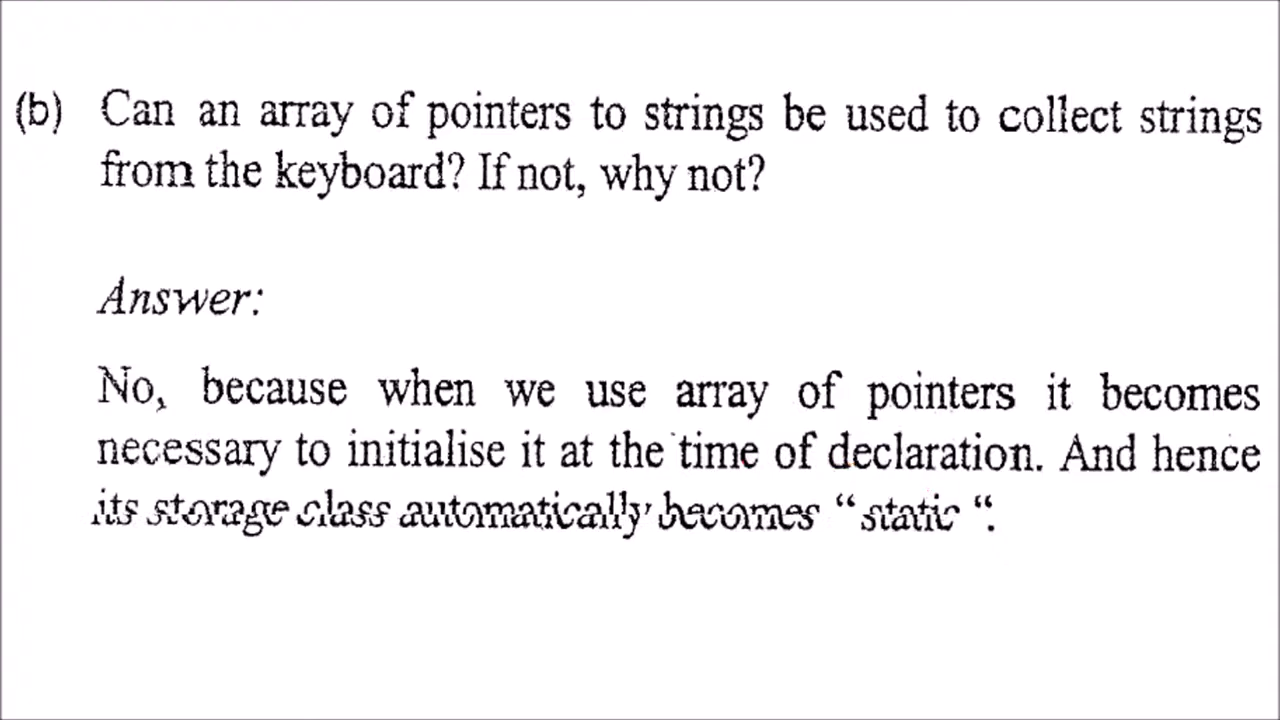 (b) Can an array of pointers to strings be used to collect strings
from the keyboard? If not, why not?
Answer:
No, because when we use array of pointers it becomes
necessary to initialise it at the time of declaration. And hence
its storage class automatically becomes “ static “.